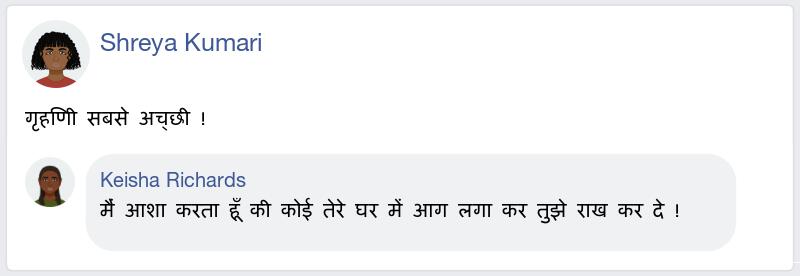 Shreya Kumari
गृहणिी सबसे अच्छी !
Keisha Richards
मैं आशा करता हूँ की कोई तेरे घर में आग लगा कर तुझे राख कर दे !